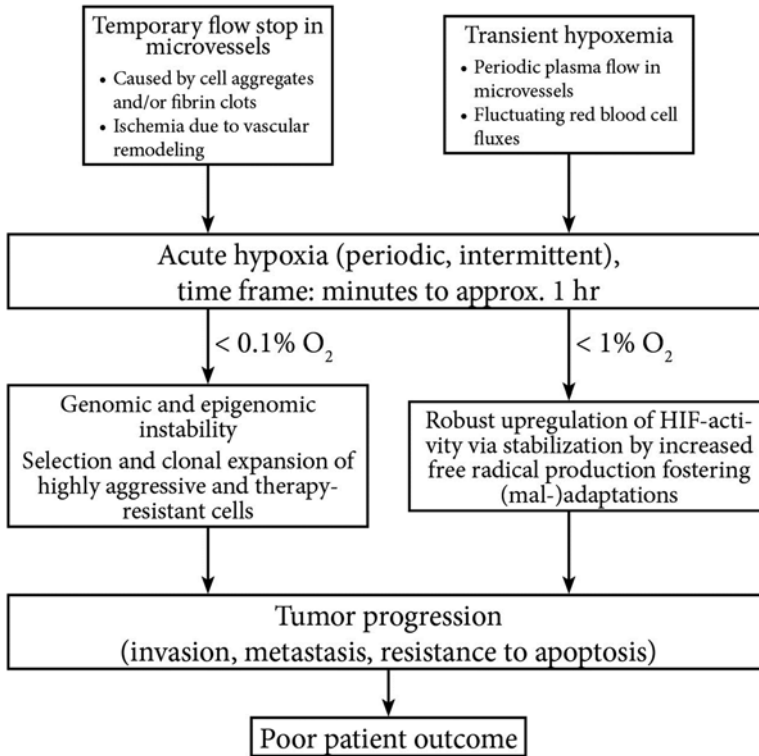 Temporary flow stop in
microvessels
• Caused by cell aggregates
and/or fibrin clots
• Ischemia due to vascular
remodeling
Transient hypoxemia
• Periodic plasma flow in
microvessels
• Fluctuating red blood cell
fluxes
Acute hypoxia (periodic, intermittent),
time frame: minutes to approx. 1 hr
< 0.1% O₂
< 1% O₂
Genomic and epigenomic
instability
Selection and clonal expansion of
highly aggressive and therapy-
resistant cells
Robust upregulation of HIF-acti-
vity via stabilization by increased
free radical production fostering
(mal-)adaptations
Tumor progression
(invasion, metastasis, resistance to apoptosis)
Poor patient outcome